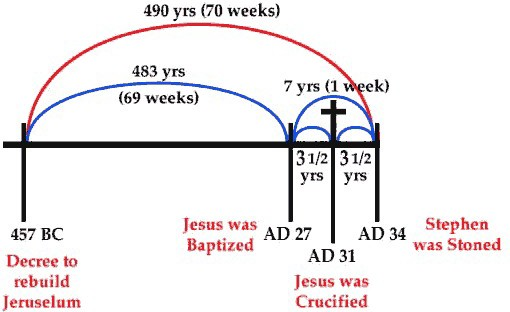 490 yrs (70 weeks)
483 yrs
(69 weeks)
7 yrs (1 week)
3 1/2
yrs
3 1/2
yrs
457 BC
Decree to
rebuild
Jeruselum
Jesus was
Baptized
AD 27
AD 31
Jesus was
Crucified
AD 34
Stephen
was Stoned